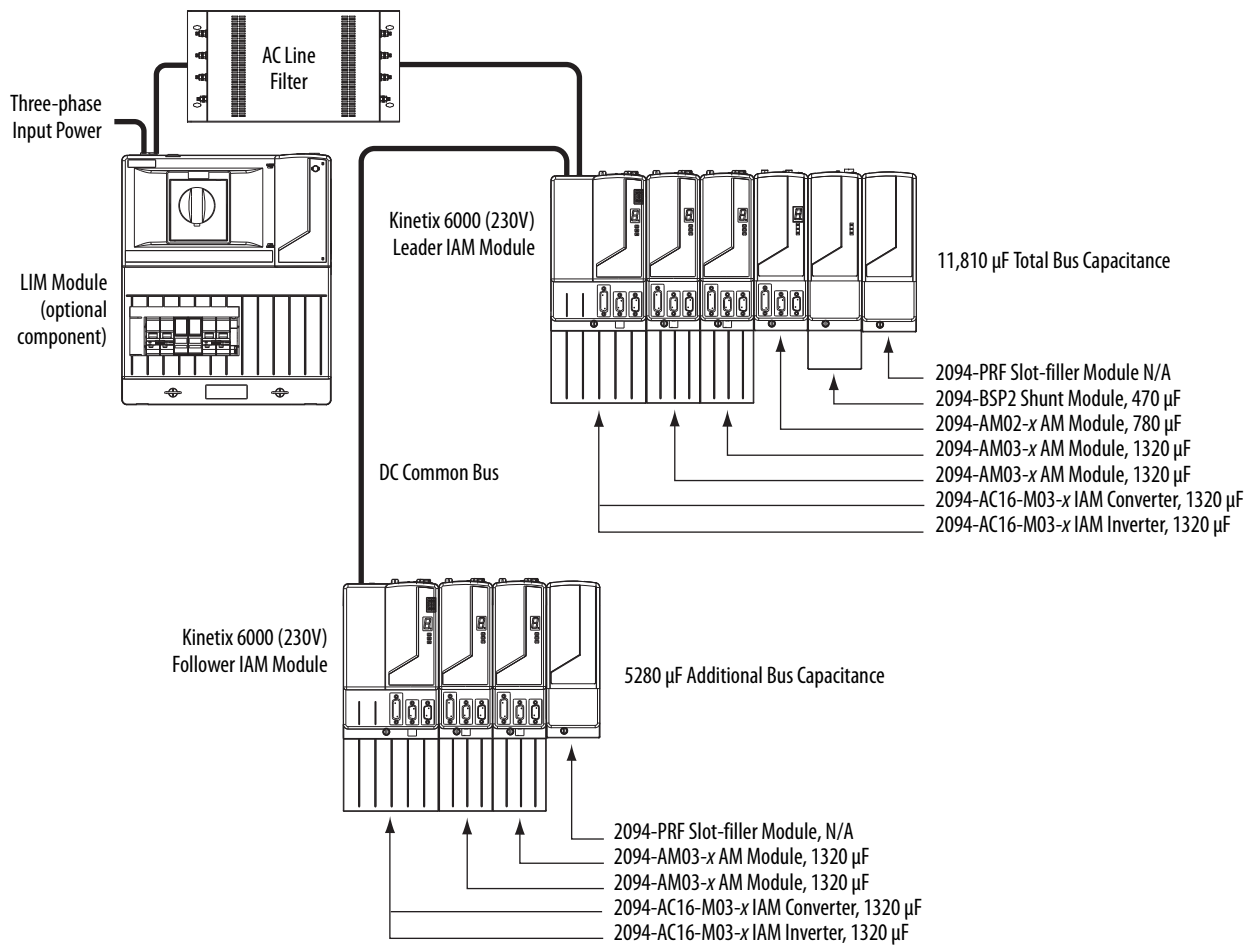 AC Line
Filter
Three-phase
Input Power
LIM Module
(optional
component)
Kinetix 6000 (230V)
Leader IAM Module
11,810 µF Total Bus Capacitance
2094-PRF Slot-filler Module N/A
2094-BSP2 Shunt Module, 470 µF
2094-AM02-x AM Module, 780 µF
2094-AM03-x AM Module, 1320 µF
2094-AM03-x AM Module, 1320 µF
2094-AC16-M03-x IAM Converter, 1320 µF
2094-AC16-M03-x IAM Inverter, 1320 µF
DC Common Bus
Kinetix 6000 (230V)
Follower IAM Module
5280 µF Additional Bus Capacitance
2094-PRF Slot-filler Module, N/A
2094-AM03-x AM Module, 1320 µF
2094-AM03-x AM Module, 1320 µF
2094-AC16-M03-x IAM Converter, 1320 µF
2094-AC16-M03-x IAM Inverter, 1320 µF